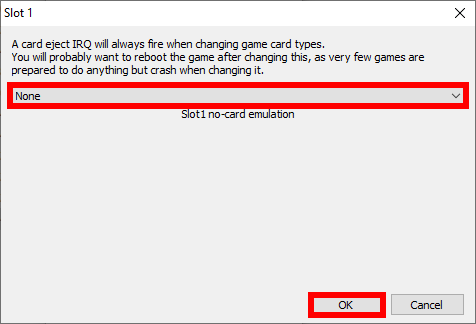 Slot 1
A card eject IRQ will always fire when changing game card types.
You will probably want to reboot the game after changing this, as very few games are
prepared to do anything but crash when changing it.
None
Slot1 no-card emulation
OK Cancel